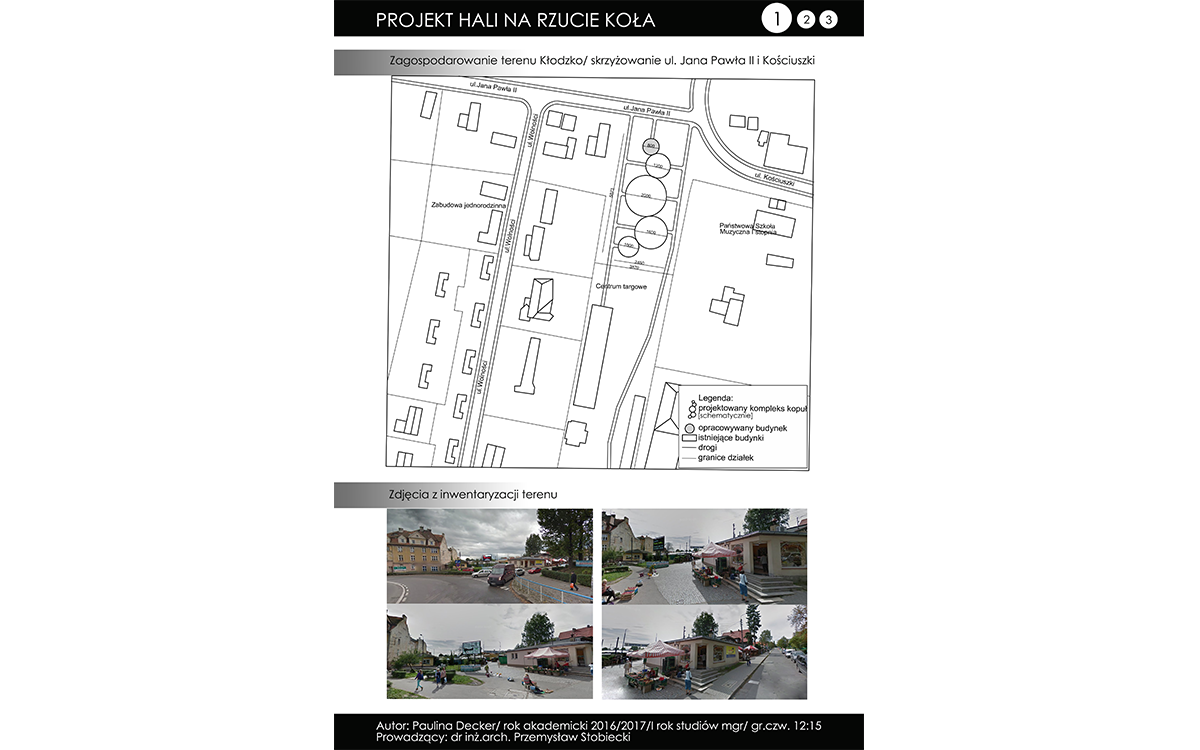 PROJEKT HALI NA RZUCIE KOŁA
1 2 3
Zagospodarowanie terenu Kłodzko/ skrzyżowanie ul. Jana Pawła II i Kościuszki
ul.Jana Pawła II
ul.Jana Pawła II
ul.Wolności
ul. Kościuszki
Zabudowa jednorodzinna
Państwowa Szkoła
Muzyczna I stopnia
ul.Wolności
Centrum targowe
ul.Wolności
Legenda:
projektowany kompleks kopuł
[schematycznie]
opracowywany budynek
istniejące budynki
drogi
granice działek
Zdjęcia z inwentaryzacji terenu
Autor: Paulina Decker/ rok akademicki 2016/2017/I rok studiów mgr/ gr.czw. 12:15
Prowadzący: dr inż.arch. Przemysław Stobiecki